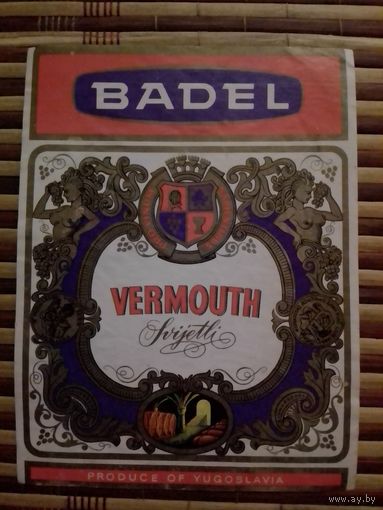 BADEL
VERMOUTH
Svijetli
PRODUCE OF YUGOSLAVIA
www.ay.by